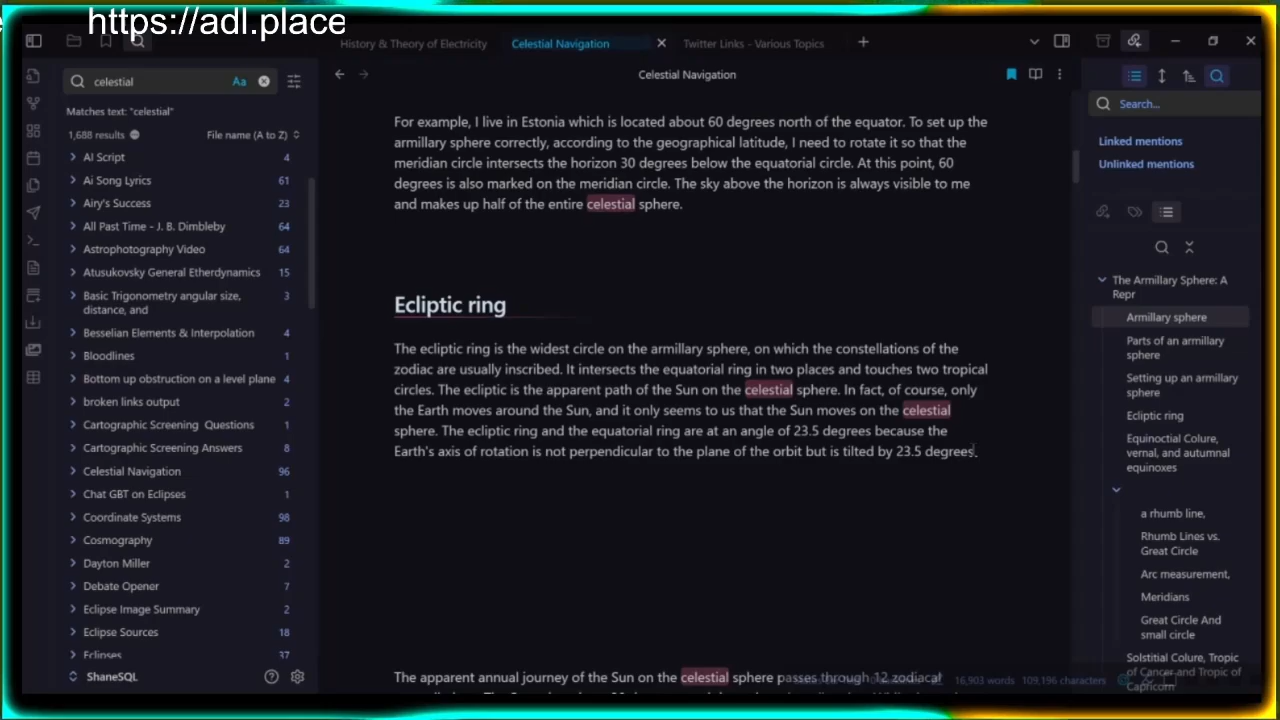 https://adl.place
History & Theory of Electricity
Celestial Navigation
Twitter Links - Various Topics
celestial
Aa
Matches text: "celestial"
1,688 results
File name (A to Z)
AI Script 4
Ai Song Lyrics 61
Airy's Success 23
All Past Time - J. B. Dimbleby 64
Astrophotography Video 64
Atusukovsky General Etherdynamics 15
Basic Trigonometry angular size, 3
distance, and
Besselian Elements & Interpolation 4
Bloodlines 1
Bottom up obstruction on a level plane 4
broken links output 2
Cartographic Screening Questions 1
Cartographic Screening Answers 8
Celestial Navigation 96
Chat GBT on Eclipses 1
Coordinate Systems 98
Cosmography 89
Dayton Miller 2
Debate Opener 7
Eclipse Image Summary 2
Eclipse Sources 18
Eclipses 37
ShaneSQL
Celestial Navigation
For example, I live in Estonia which is located about 60 degrees north of the equator. To set up the
armillary sphere correctly, according to the geographical latitude, I need to rotate it so that the
meridian circle intersects the horizon 30 degrees below the equatorial circle. At this point, 60
degrees is also marked on the meridian circle. The sky above the horizon is always visible to me
and makes up half of the entire celestial sphere.
Ecliptic ring
The ecliptic ring is the widest circle on the armillary sphere, on which the constellations of the
zodiac are usually inscribed. It intersects the equatorial ring in two places and touches two tropical
circles. The ecliptic is the apparent path of the Sun on the celestial sphere. In fact, of course, only
the Earth moves around the Sun, and it only seems to us that the Sun moves on the celestial
sphere. The ecliptic ring and the equatorial ring are at an angle of 23.5 degrees because the
Earth's axis of rotation is not perpendicular to the plane of the orbit but is tilted by 23.5 degrees.
The apparent annual journey of the Sun on the celestial sphere passes through 12 zodiacal
16,903 words 109,196 characters
Search...
Linked mentions
Unlinked mentions
The Armillary Sphere: A
Repr
Armillary sphere
Parts of an armillary
sphere
Setting up an armillary
sphere
Ecliptic ring
Equinoctial Colure,
vernal, and autumnal
equinoxes
a rhumb line,
Rhumb Lines vs.
Great Circle
Arc measurement,
Meridians
Great Circle And
small circle
Solstitial Colure, Tropic
of Cancer and Tropic of
Capricorn